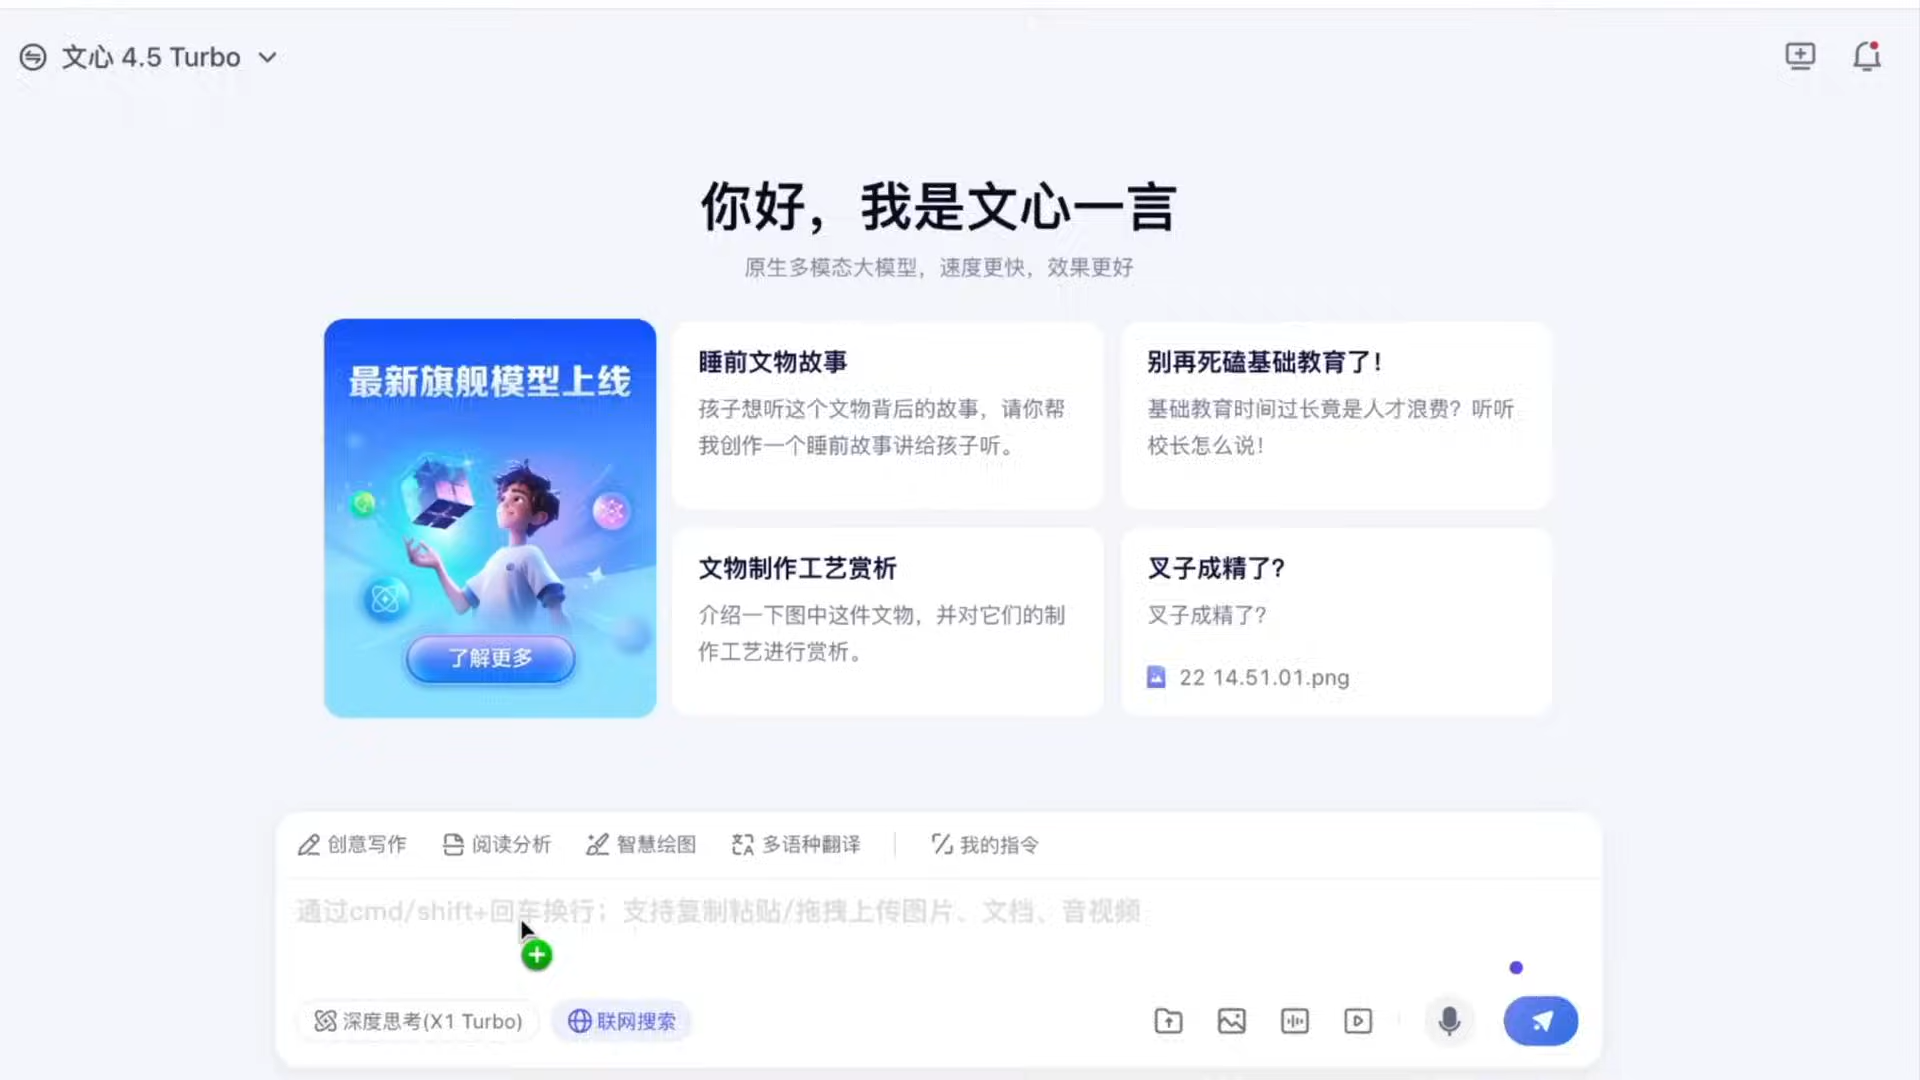 文心 4.5 Turbo
你好，我是文心一言
原生多模态大模型，速度更快，效果更好
最新旗舰模型上线
了解更多
睡前文物故事
孩子想听这个文物背后的故事，请你帮
我创作一个睡前故事讲给孩子听。
别再死磕基础教育了！
基础教育时间过长竟是人才浪费？听听
校长怎么说！
文物制作工艺赏析
介绍一下图中这件文物，并对它们的制
作工艺进行赏析。
叉子成精了？
叉子成精了？
22 14.51.01.png
创意写作 阅读分析 智慧绘图 多语种翻译 我的指令
通过cmd/shift+回车换行；支持复制粘贴/拖拽上传图片、文档、音视频
深度思考(X1 Turbo) 联网搜索